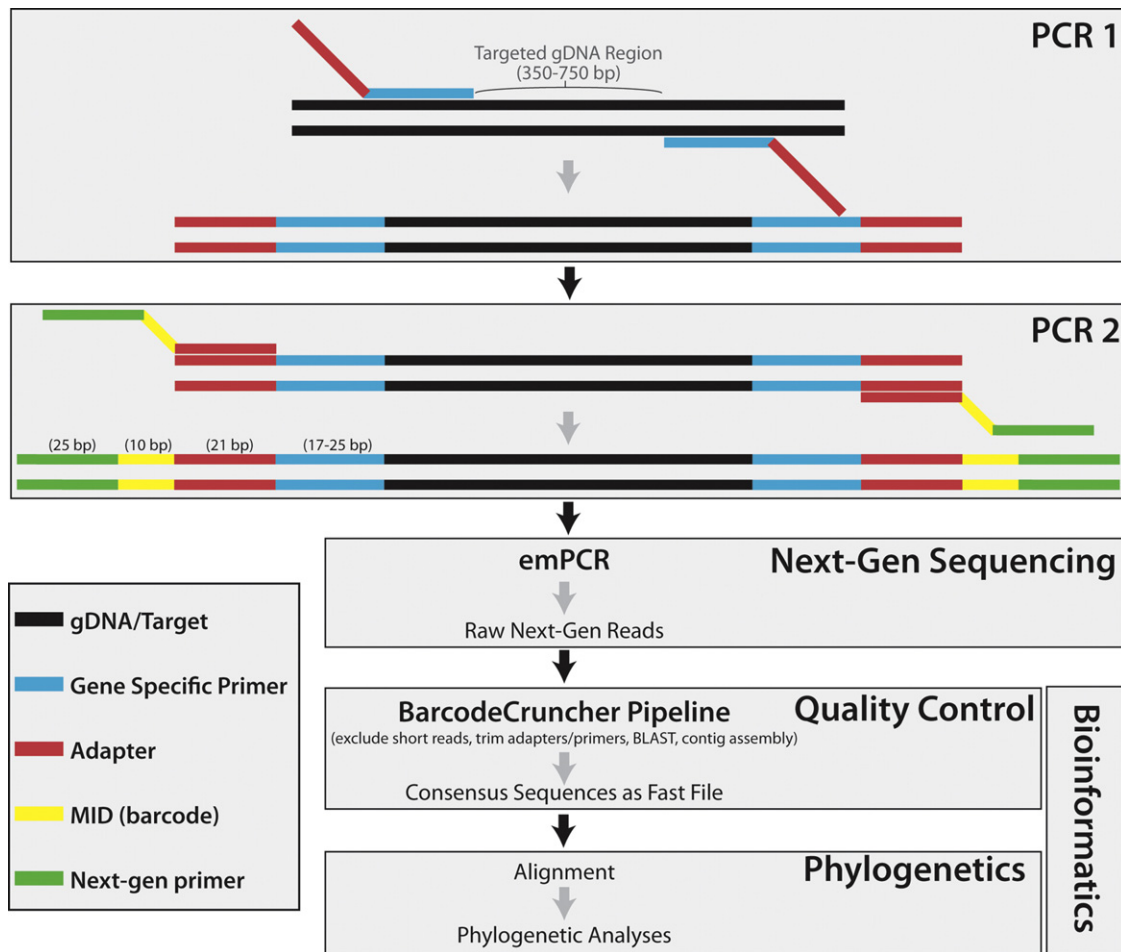 PCR 1
Targeted gDNA Region
(350-750 bp)
PCR 2
(25 bp) (10 bp) (21 bp) (17-25 bp)
Next-Gen Sequencing
emPCR
Raw Next-Gen Reads
gDNA/Target
Gene Specific Primer
Adapter
MID (barcode)
Next-gen primer
Quality Control
BarcodeCruncher Pipeline
(exclude short reads, trim adapters/primers, BLAST, contig assembly)
Consensus Sequences as Fast File
Phylogenetics
Alignment
Phylogenetic Analyses
Bioinformatics